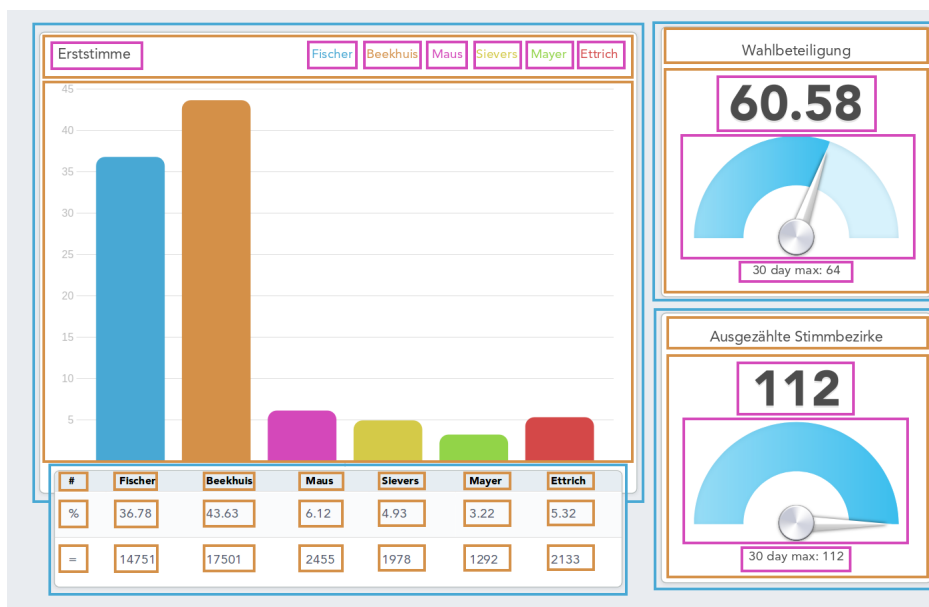 Erststimme
Fischer Beekhuis Maus Sievers Mayer Ettrich
45
40
35
30
25
20
15
10
5
# Fischer Beekhuis Maus Sievers Mayer Ettrich
% 36.78 43.63 6.12 4.93 3.22 5.32
= 14751 17501 2455 1978 1292 2133
Wahlbeteiligung
60.58
30 day max: 64
Ausgezählte Stimmbezirke
112
30 day max: 112